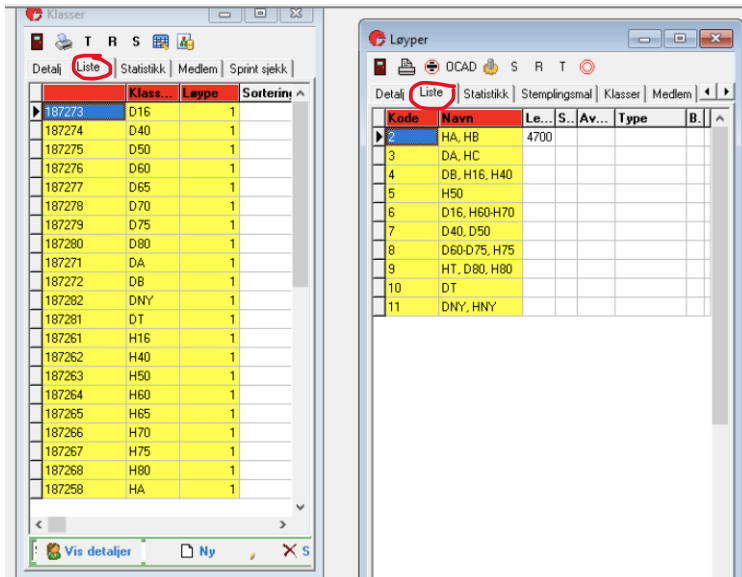 Klasser
T R S
Detalj Liste Statistikk Medlem Sprint sjekk
Klass... Løype Sortering
187273 D16 1
187274 D40 1
187275 D50 1
187276 D60 1
187277 D65 1
187278 D70 1
187279 D75 1
187280 D80 1
187271 DA 1
187272 DB 1
187282 DNY 1
187281 DT 1
187261 H16 1
187262 H40 1
187263 H50 1
187264 H60 1
187265 H65 1
187266 H70 1
187267 H75 1
187268 H80 1
187258 HA 1
Vis detaljer Ny S
Løyper
OCAD S R T
Detalj Liste Statistikk Stemplingsmal Klasser Medlem
Kode Navn Le... S.. Av... Type B.
2 HA, HB 4700
3 DA, HC
4 DB, H16, H40
5 H50
6 D16, H60-H70
7 D40, D50
8 D60-D75, H75
9 HT, D80, H80
10 DT
11 DNY, HNY